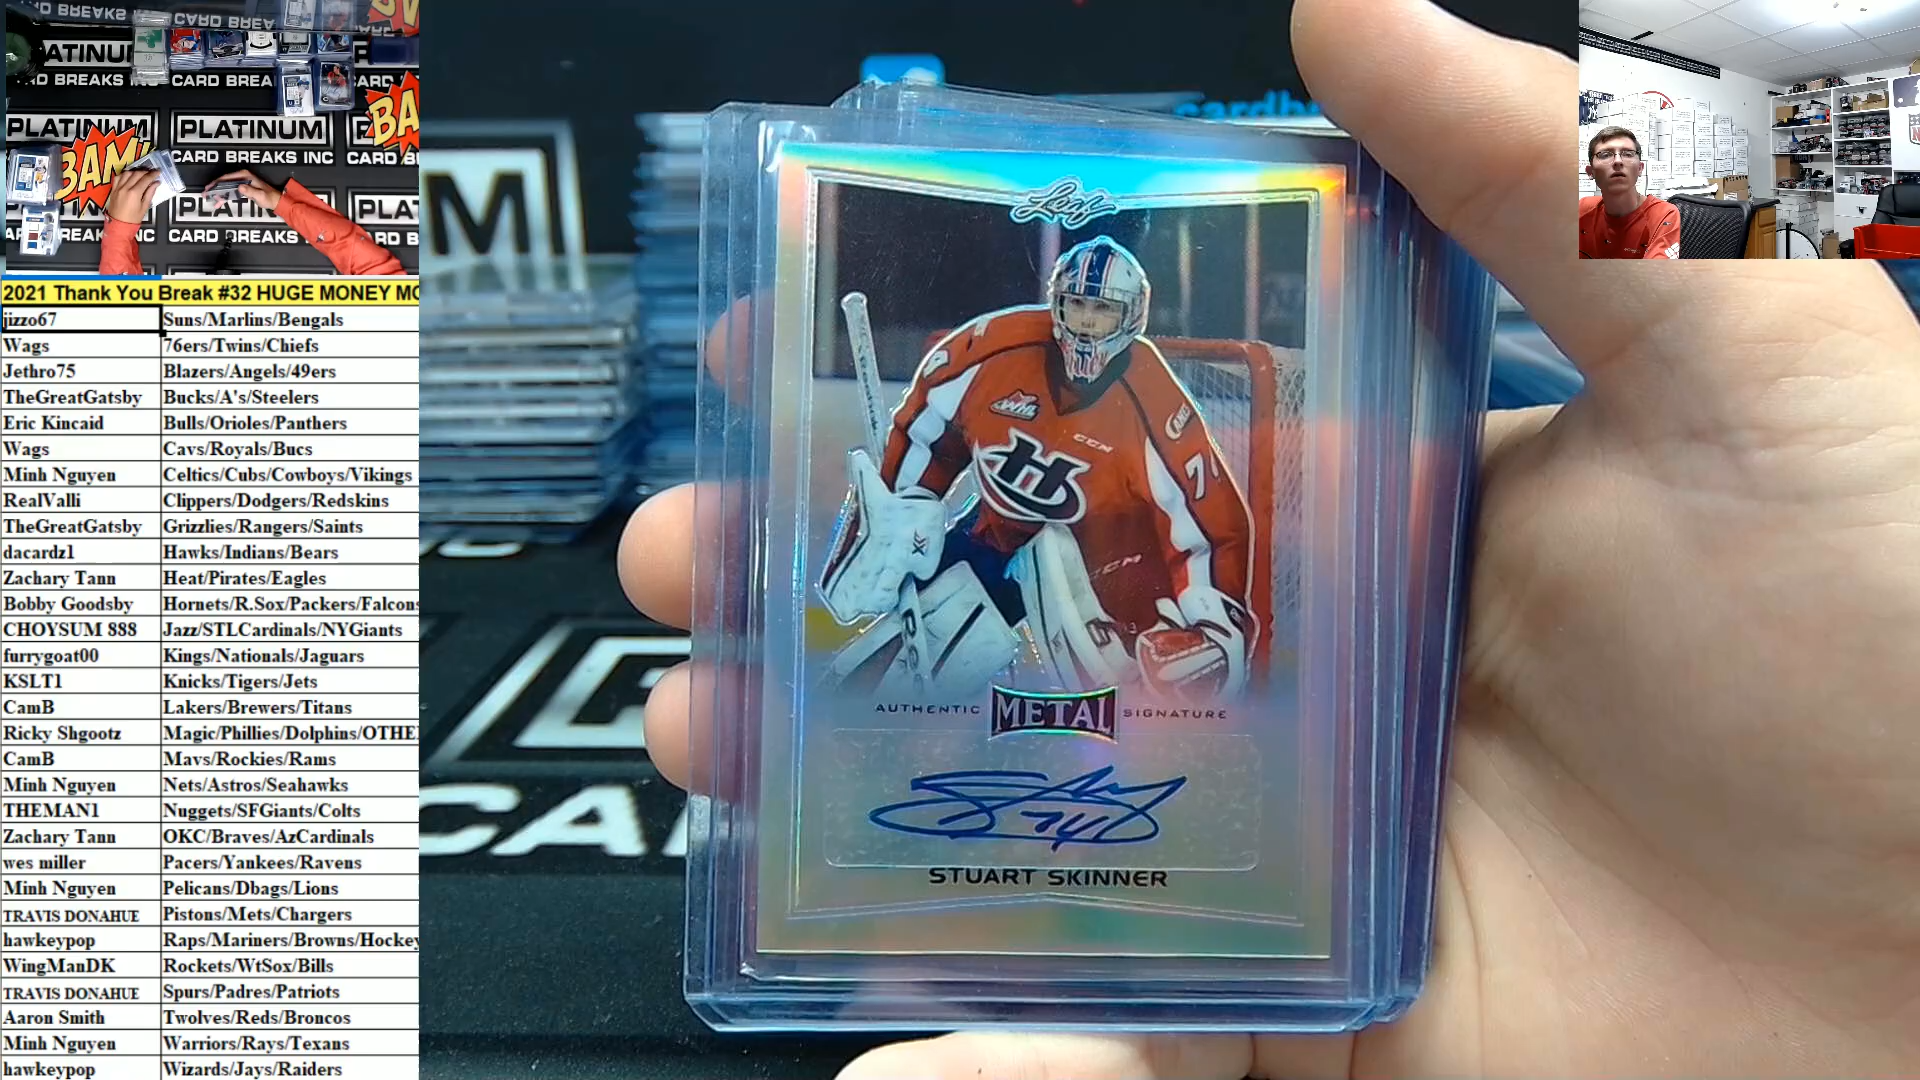 PLATINUM
CARD BREAKS INC
BAM!
2021 Thank You Break #32 HUGE MONEY MO
jizzo67 Suns/Marlins/Bengals
Wags 76ers/Twins/Chiefs
Jethro75 Blazers/Angels/49ers
TheGreatGatsby Bucks/A's/Steelers
Eric Kincaid Bulls/Orioles/Panthers
Wags Cavs/Royals/Bucs
Minh Nguyen Celtics/Cubs/Cowboys/Vikings
RealValli Clippers/Dodgers/Redskins
TheGreatGatsby Grizzlies/Rangers/Saints
dacardz1 Hawks/Indians/Bears
Zachary Tann Heat/Pirates/Eagles
Bobby Goodsby Hornets/R.Sox/Packers/Falcons
CHOYSUM 888 Jazz/STLCardinals/NYGiants
furrygoat00 Kings/Nationals/Jaguars
KSLT1 Knicks/Tigers/Jets
CamB Lakers/Brewers/Titans
Ricky Shgootz Magic/Phillies/Dolphins/OTHE
CamB Mavs/Rockies/Rams
Minh Nguyen Nets/Astros/Seahawks
THEMAN1 Nuggets/SFGiants/Colts
Zachary Tann OKC/Braves/AzCardinals
wes miller Pacers/Yankees/Ravens
Minh Nguyen Pelicans/Dbags/Lions
TRAVIS DONAHUE Pistons/Mets/Chargers
hawkeypop Raps/Mariners/Browns/Hockey
WingManDK Rockets/WtSox/Bills
TRAVIS DONAHUE Spurs/Padres/Patriots
Aaron Smith Twolves/Reds/Broncos
Minh Nguyen Warriors/Rays/Texans
hawkeypop Wizards/Jays/Raiders
Leaf
WHL
CCM
H
AUTHENTIC METAL SIGNATURE
74
STUART SKINNER